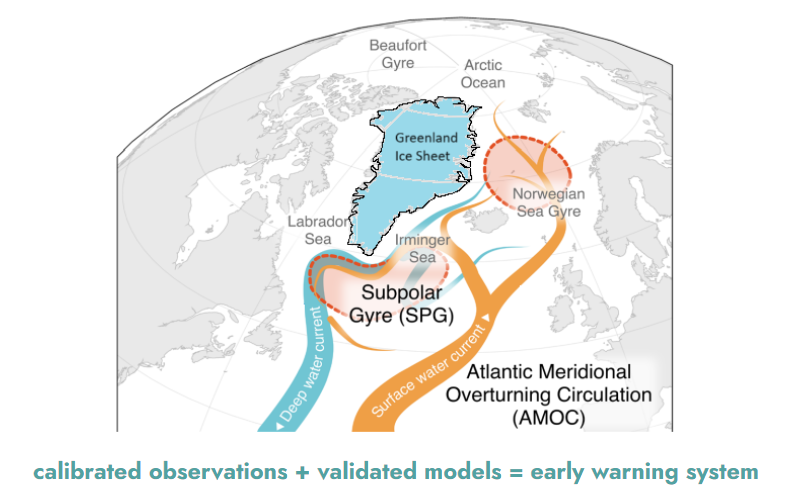 Beaufort
Gyre
Arctic
Ocean
Greenland
Ice Sheet
Norwegian
Sea Gyre
Labrador
Sea
Irminger
Sea
Subpolar
Gyre (SPG)
◄ Deep water current
Surface water current ►
Atlantic Meridional
Overturning Circulation
(AMOC)
calibrated observations + validated models = early warning system